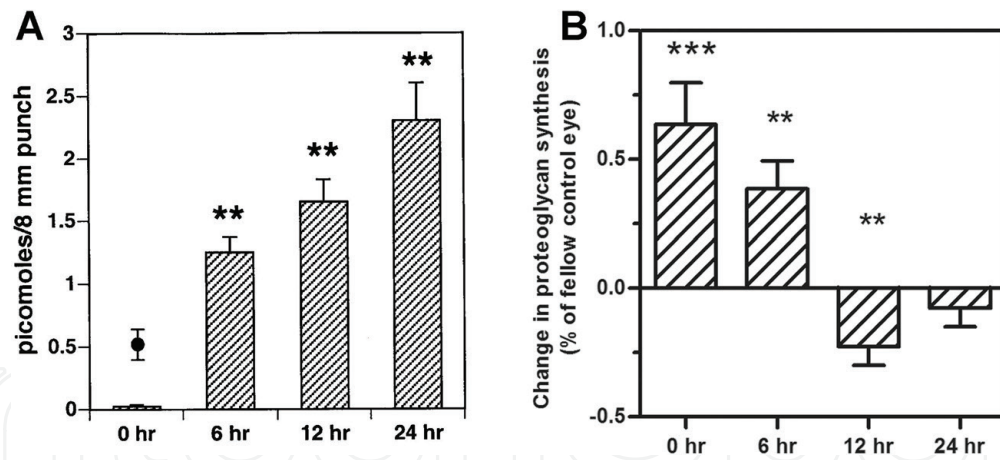 A
picomoles/8 mm punch
3
2.5
2
1.5
1
0.5
0
**
**
**
0 hr 6 hr 12 hr 24 hr
B
Change in proteoglycan synthesis
(% of fellow control eye)
1.0
0.5
0.0
-0.5
***
**
**
0 hr 6 hr 12 hr 24 hr